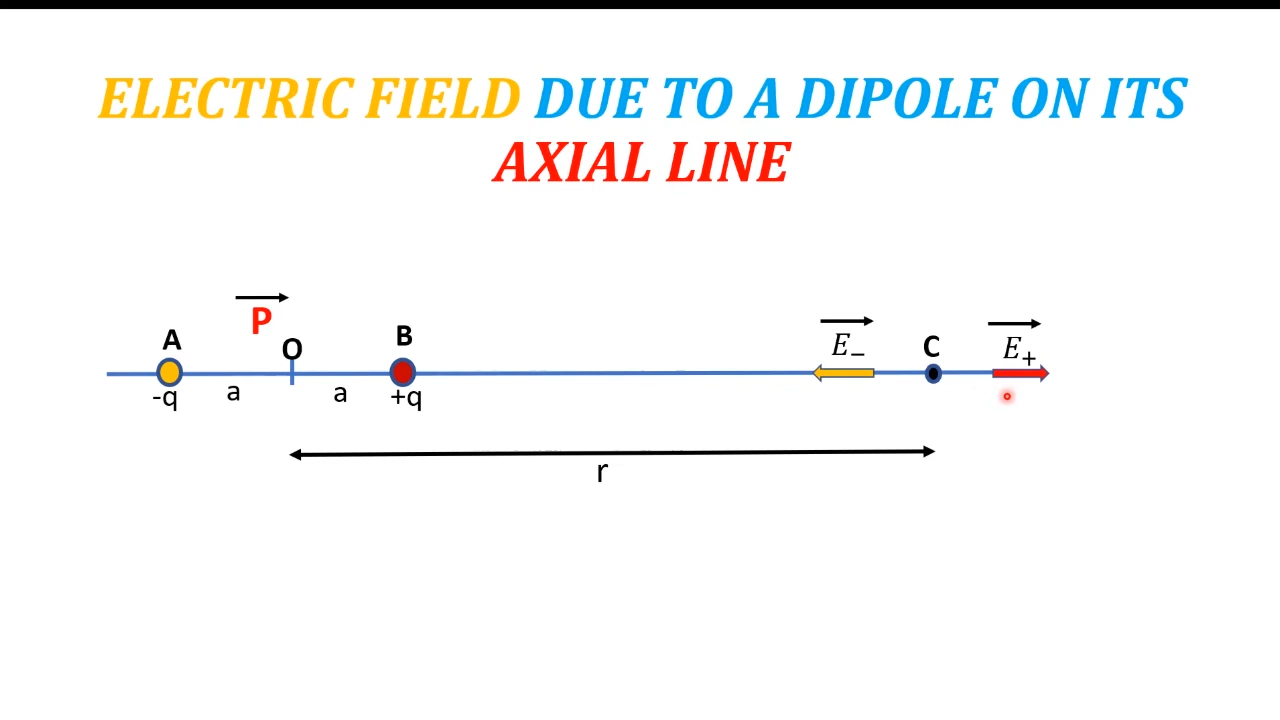 ELECTRIC FIELD DUE TO A DIPOLE ON ITS
AXIAL LINE
P
A
O
B
E₋
C
E₊
-q
a
a
+q
r